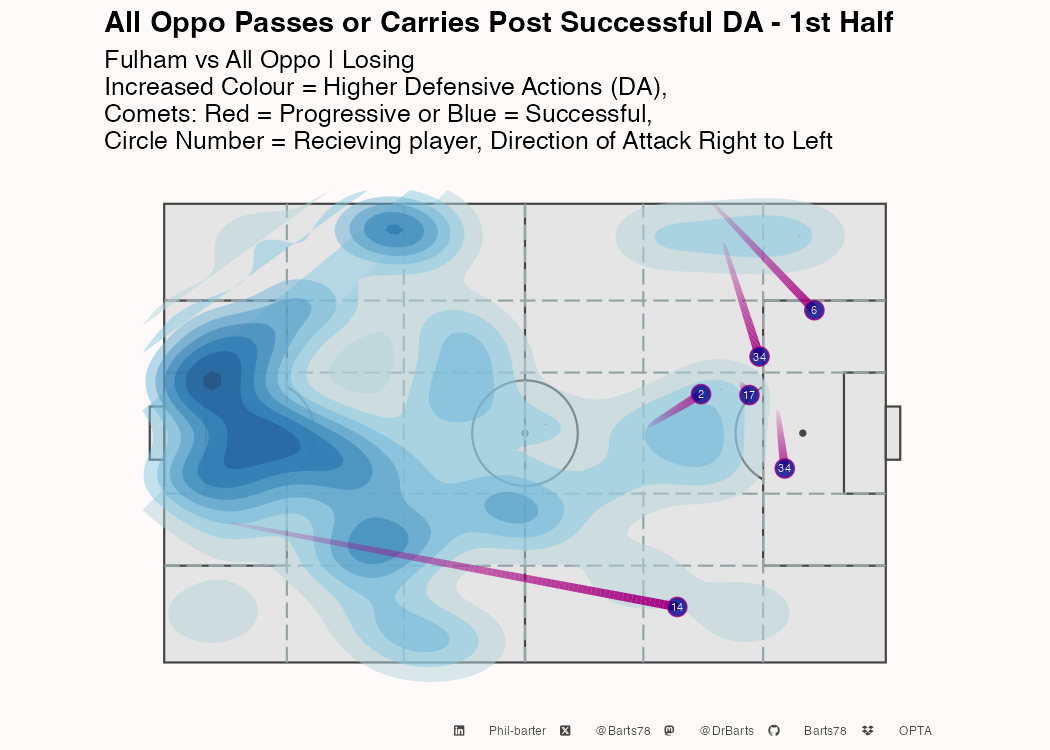 All Oppo Passes or Carries Post Successful DA - 1st Half
Fulham vs All Oppo | Losing
Increased Colour = Higher Defensive Actions (DA),
Comets: Red = Progressive or Blue = Successful,
Circle Number = Recieving player, Direction of Attack Right to Left
6
34
2
17
34
14
Phil-barter @Barts78 @DrBarts Barts78 OPTA